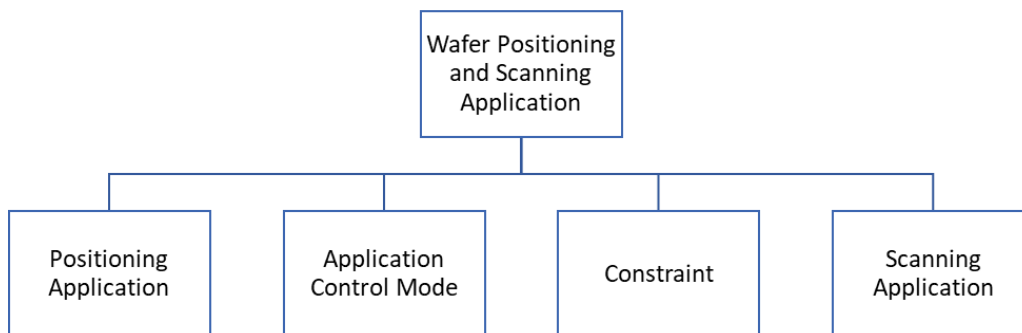 Wafer Positioning
and Scanning
Application
Positioning
Application
Application
Control Mode
Constraint
Scanning
Application